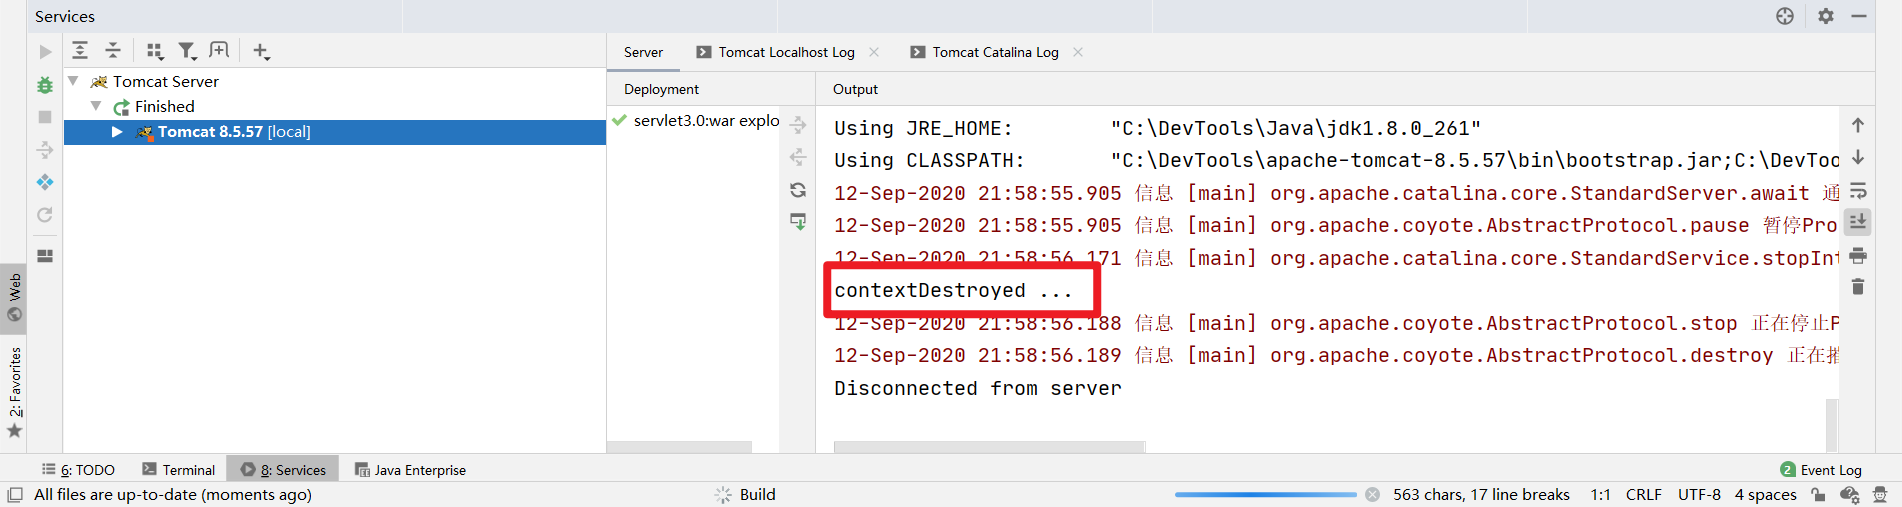 Services
Server
Tomcat Localhost Log
Tomcat Catalina Log
Tomcat Server
Finished
Tomcat 8.5.57 [local]
Deployment
servlet3.0:war explo
Output
Using JRE_HOME: "C:\DevTools\Java\jdk1.8.0_261"
Using CLASSPATH: "C:\DevTools\apache-tomcat-8.5.57\bin\bootstrap.jar;C:\DevToo
12-Sep-2020 21:58:55.905 信息 [main] org.apache.catalina.core.StandardServer.await 通
12-Sep-2020 21:58:55.905 信息 [main] org.apache.coyote.AbstractProtocol.pause 暂停Pro
12-Sep-2020 21:58:56.171 信息 [main] org.apache.catalina.core.StandardService.stopInt
contextDestroyed ...
12-Sep-2020 21:58:56.188 信息 [main] org.apache.coyote.AbstractProtocol.stop 正在停止P
12-Sep-2020 21:58:56.189 信息 [main] org.apache.coyote.AbstractProtocol.destroy 正在摧
Disconnected from server
Web
2: Favorites
6: TODO
Terminal
8: Services
Java Enterprise
2 Event Log
All files are up-to-date (moments ago)
Build
563 chars, 17 line breaks
1:1
CRLF
UTF-8
4 spaces